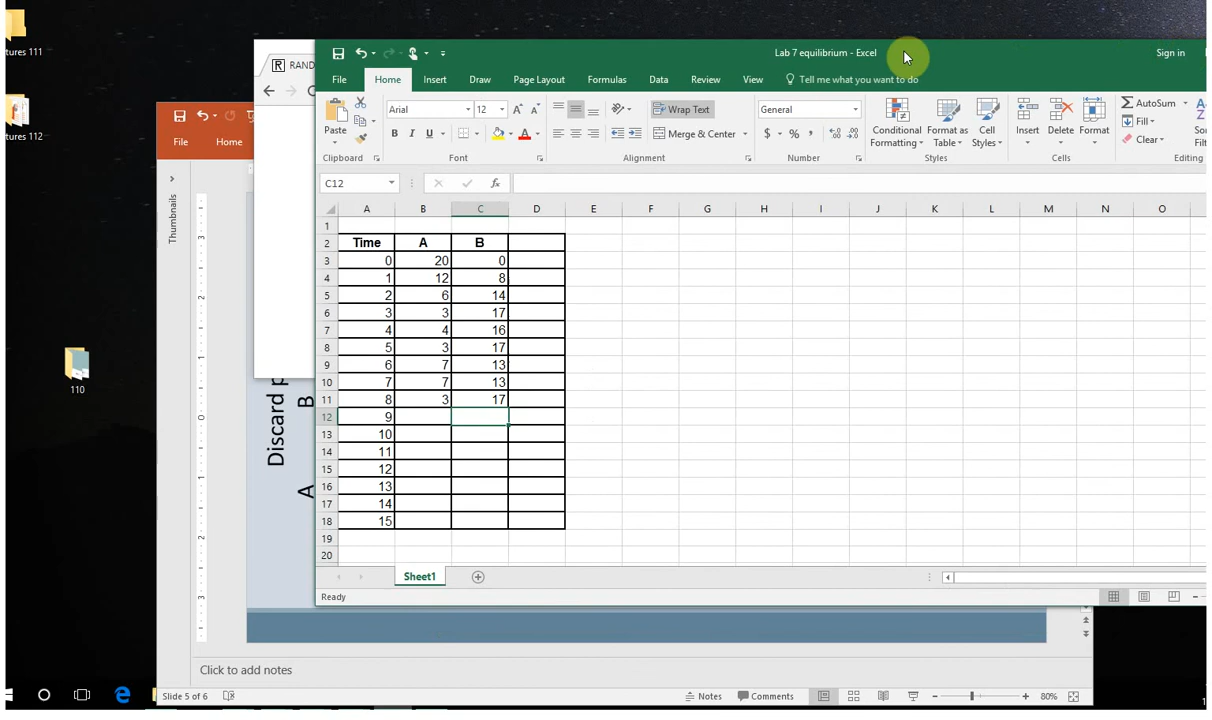 tures 111
tures 112
110
RAND
Lab 7 equilibrium - Excel
Sign in
File Home Insert Draw Page Layout Formulas Data Review View Tell me what you want to do
File Home
Arial 12 Wrap Text General AutoSum
Paste B I U Merge & Center $ % , Conditional Formatting Format as Table Cell Styles Insert Delete Format Fill Clear Sor Filt
Clipboard Font Alignment Number Styles Cells Editing
C12 fx
Thumbnails
A B C D E F G H I J K L M N O
1
2 Time A B
3 0 20 0
4 1 12 8
5 2 6 14
6 3 3 17
7 4 4 16
8 5 3 17
9 6 7 13
10 7 7 13
11 8 3 17
12 9
13 10
14 11
15 12
16 13
17 14
18 15
19
20
Discard p
A B
Sheet1
Ready
Click to add notes
Slide 5 of 6 Notes Comments 80%